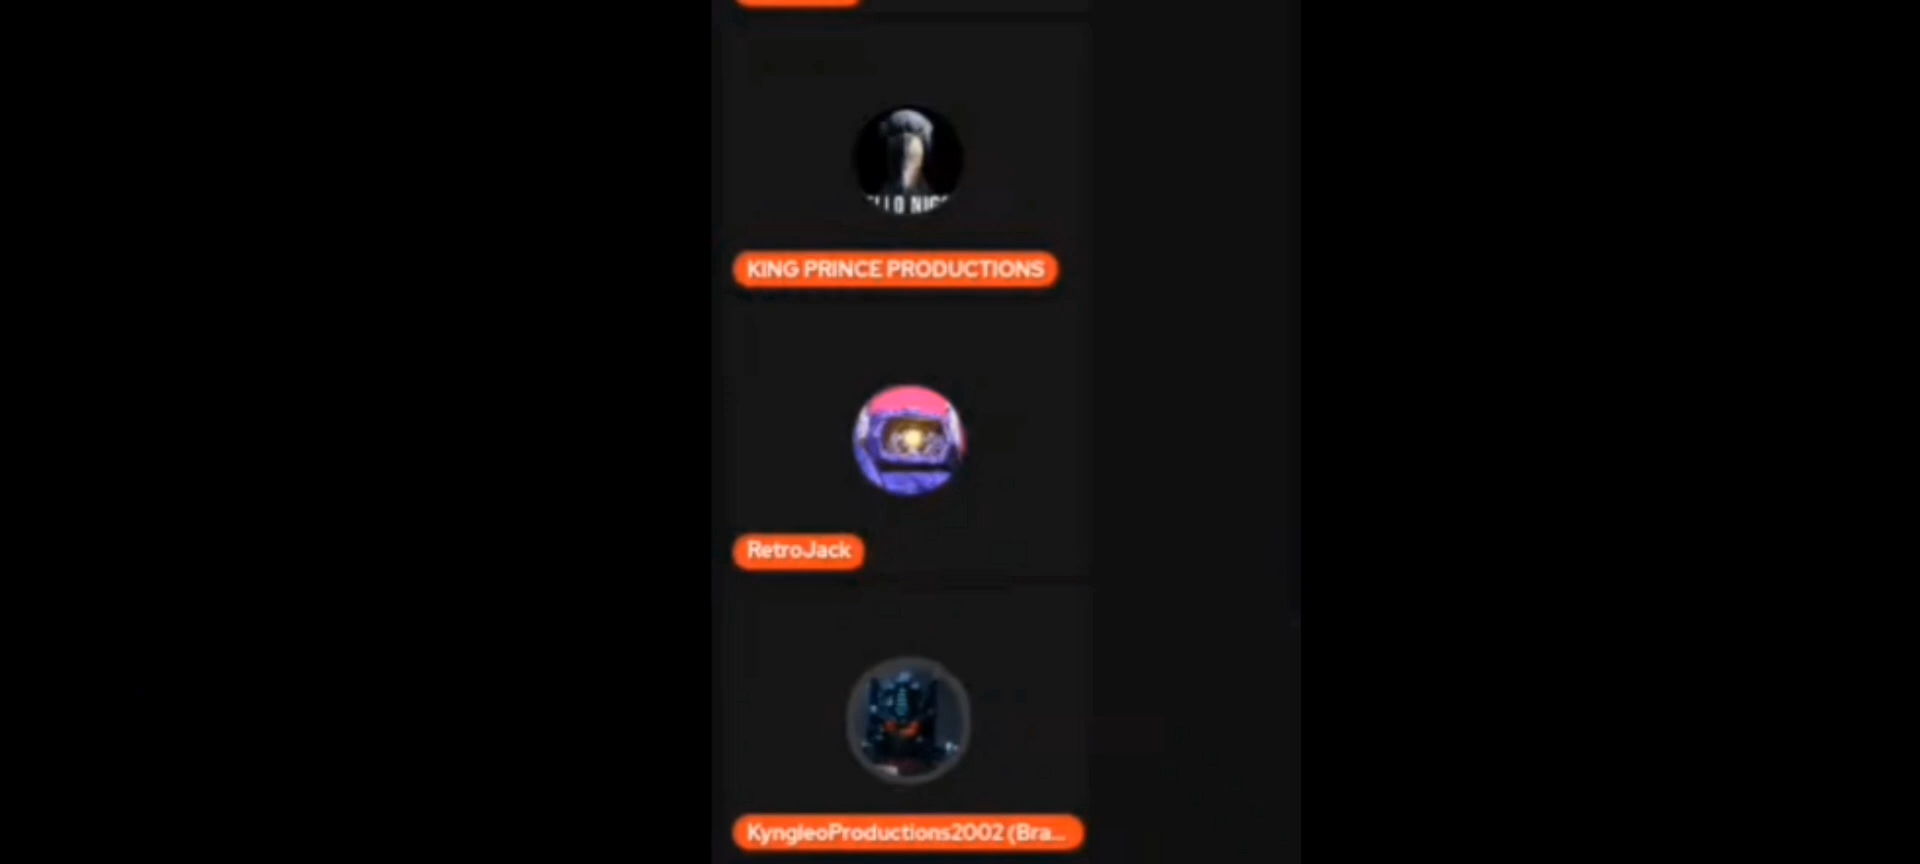 KING PRINCE PRODUCTIONS
RetroJack
KyngleoProductions2002 (Bra...